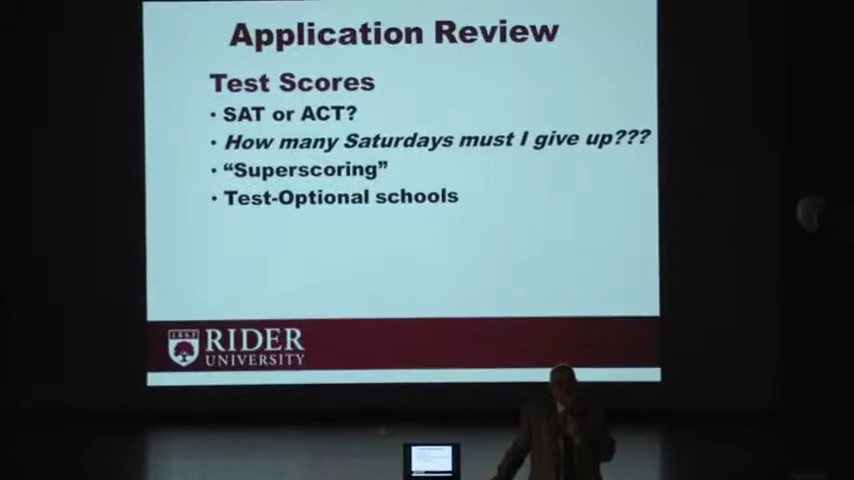 Application Review
Test Scores
• SAT or ACT?
• How many Saturdays must I give up???
• “Superscoring”
• Test-Optional schools
1865
RIDER
UNIVERSITY